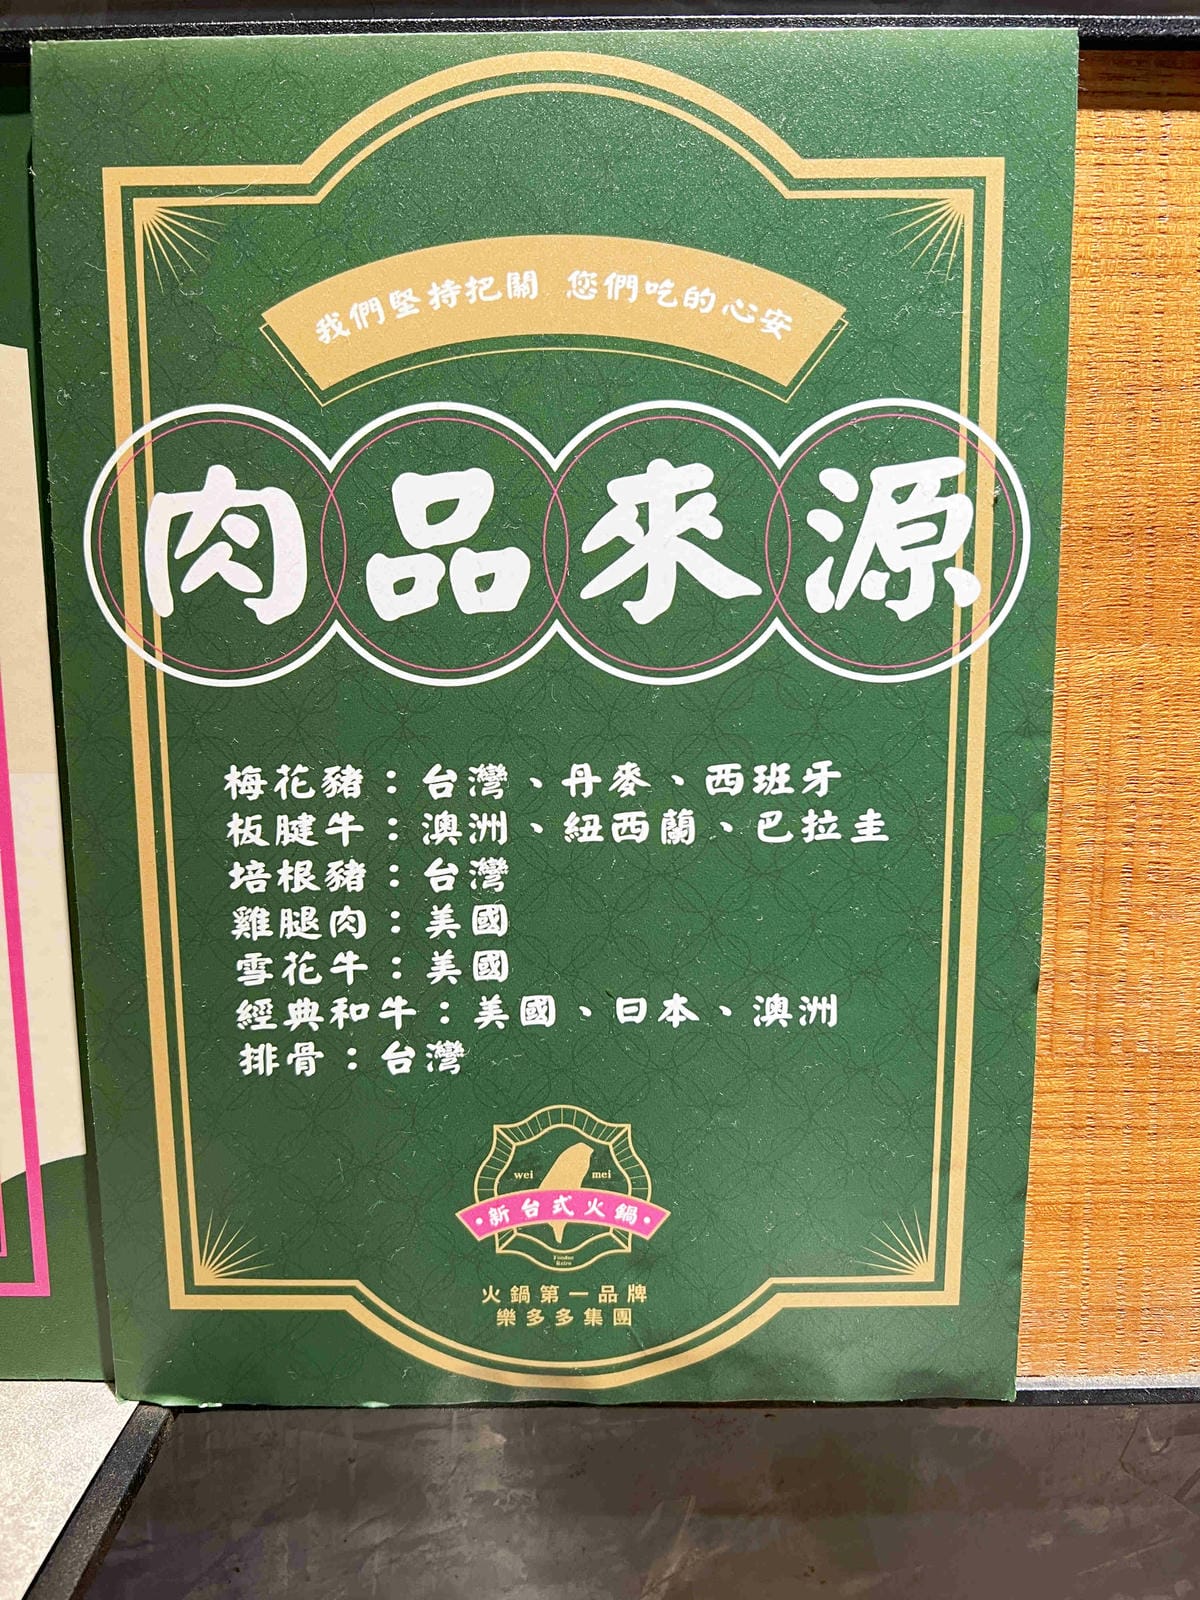 我們堅持把關 您們吃的心安
肉品來源
梅花豬：台灣、丹麥、西班牙
板腱牛：澳洲、紐西蘭、巴拉圭
培根豬：台灣
雞腿肉：美國
雪花牛：美國
經典和牛：美國、日本、澳洲
排骨：台灣
wei mei
·新台式火鍋·
Fondue
Retro
火鍋第一品牌
樂多多集團